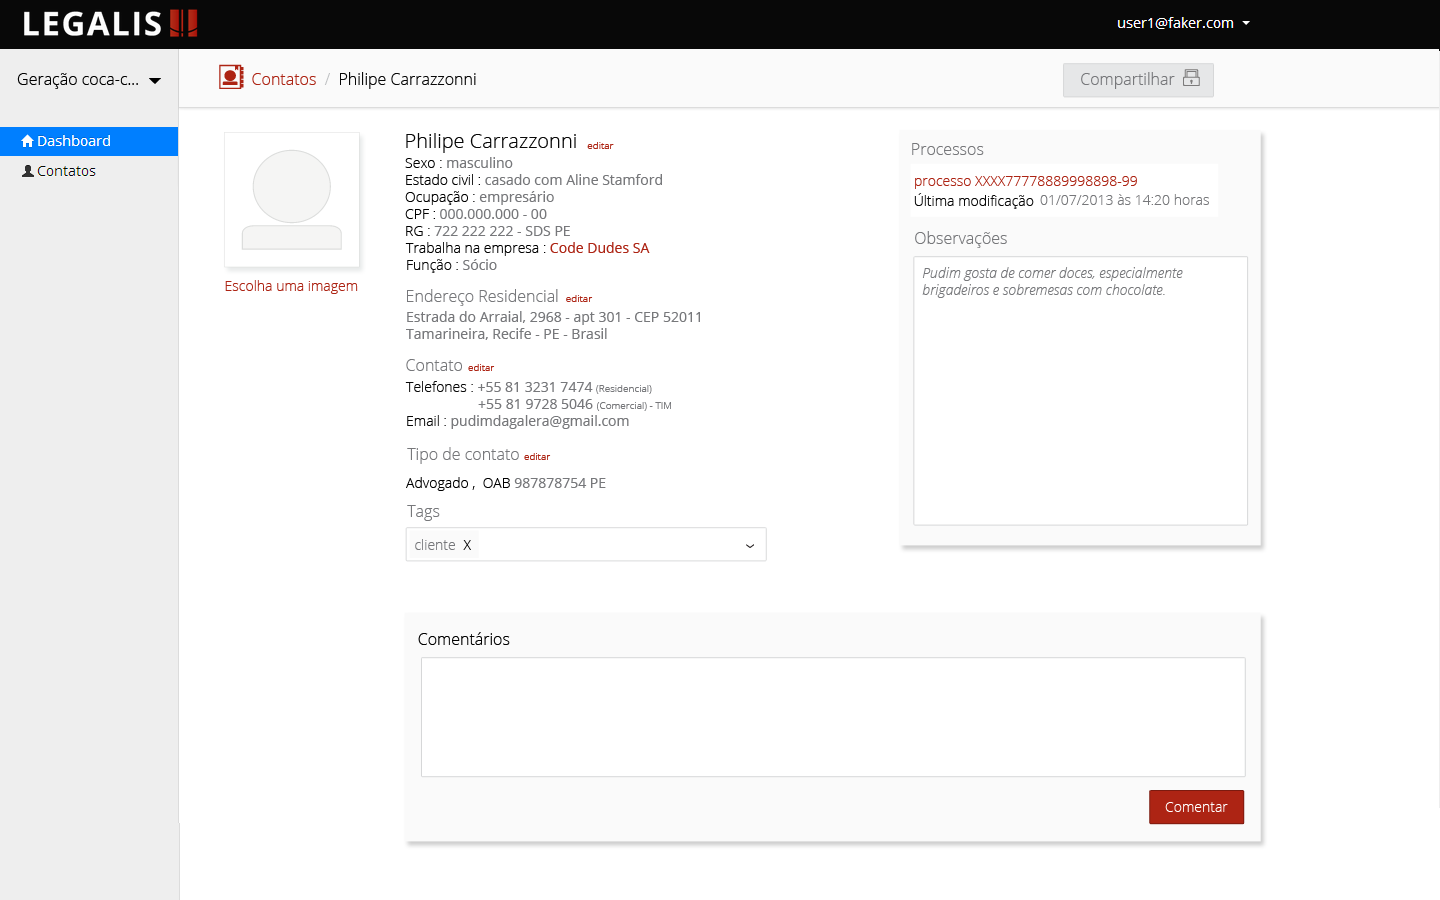 LEGALIS
user1@faker.com
Geração coca-c...
Contatos / Philipe Carrazzonni
Compartilhar
Dashboard
Contatos
Escolha uma imagem
Philipe Carrazzonni editar
Sexo : masculino
Estado civil : casado com Aline Stamford
Ocupação : empresário
CPF : 000.000.000 - 00
RG : 722 222 222 - SDS PE
Trabalha na empresa : Code Dudes SA
Função : Sócio
Endereço Residencial editar
Estrada do Arraial, 2968 - apt 301 - CEP 52011
Tamarineira, Recife - PE - Brasil
Contato editar
Telefones : +55 81 3231 7474 (Residencial)
+55 81 9728 5046 (Comercial) - TIM
Email : pudimdagalera@gmail.com
Tipo de contato editar
Advogado , OAB 987878754 PE
Tags
cliente X
Processos
processo XXXX77778889998898-99
Última modificação 01/07/2013 às 14:20 horas
Observações
Pudim gosta de comer doces, especialmente
brigadeiros e sobremesas com chocolate.
Comentários
Comentar